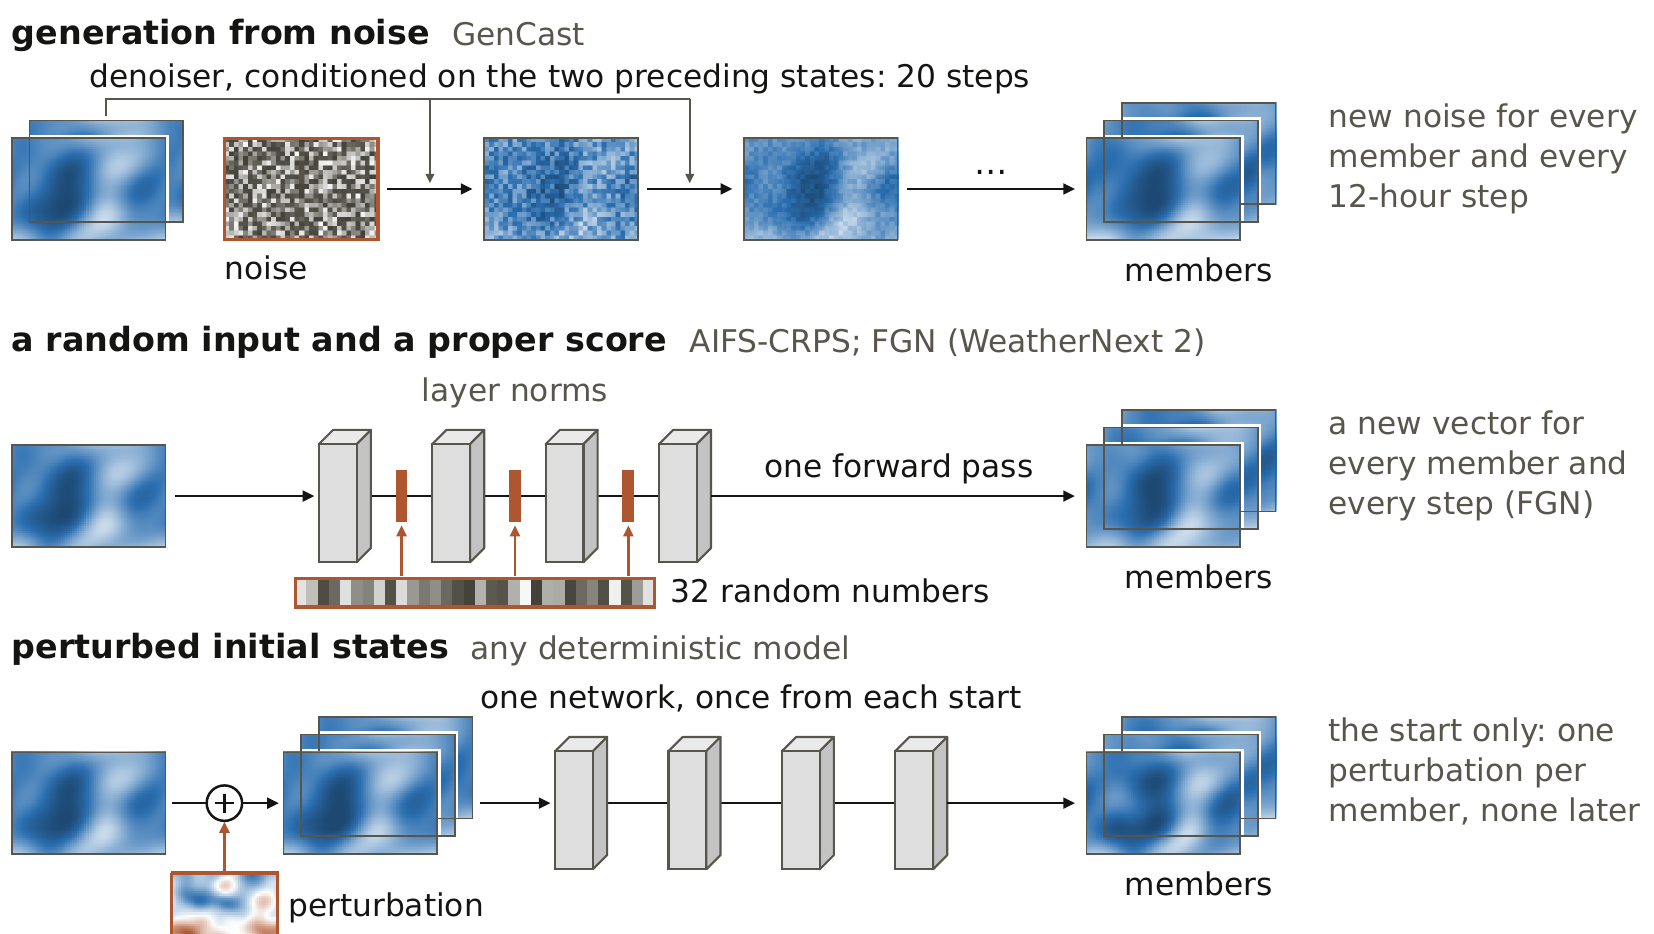 generation from noise GenCast
denoiser, conditioned on the two preceding states: 20 steps
...
new noise for every
member and every
12-hour step
noise
members
a random input and a proper score AIFS-CRPS; FGN (WeatherNext 2)
layer norms
one forward pass
a new vector for
every member and
every step (FGN)
32 random numbers
members
perturbed initial states any deterministic model
one network, once from each start
the start only: one
perturbation per
member, none later
perturbation
members